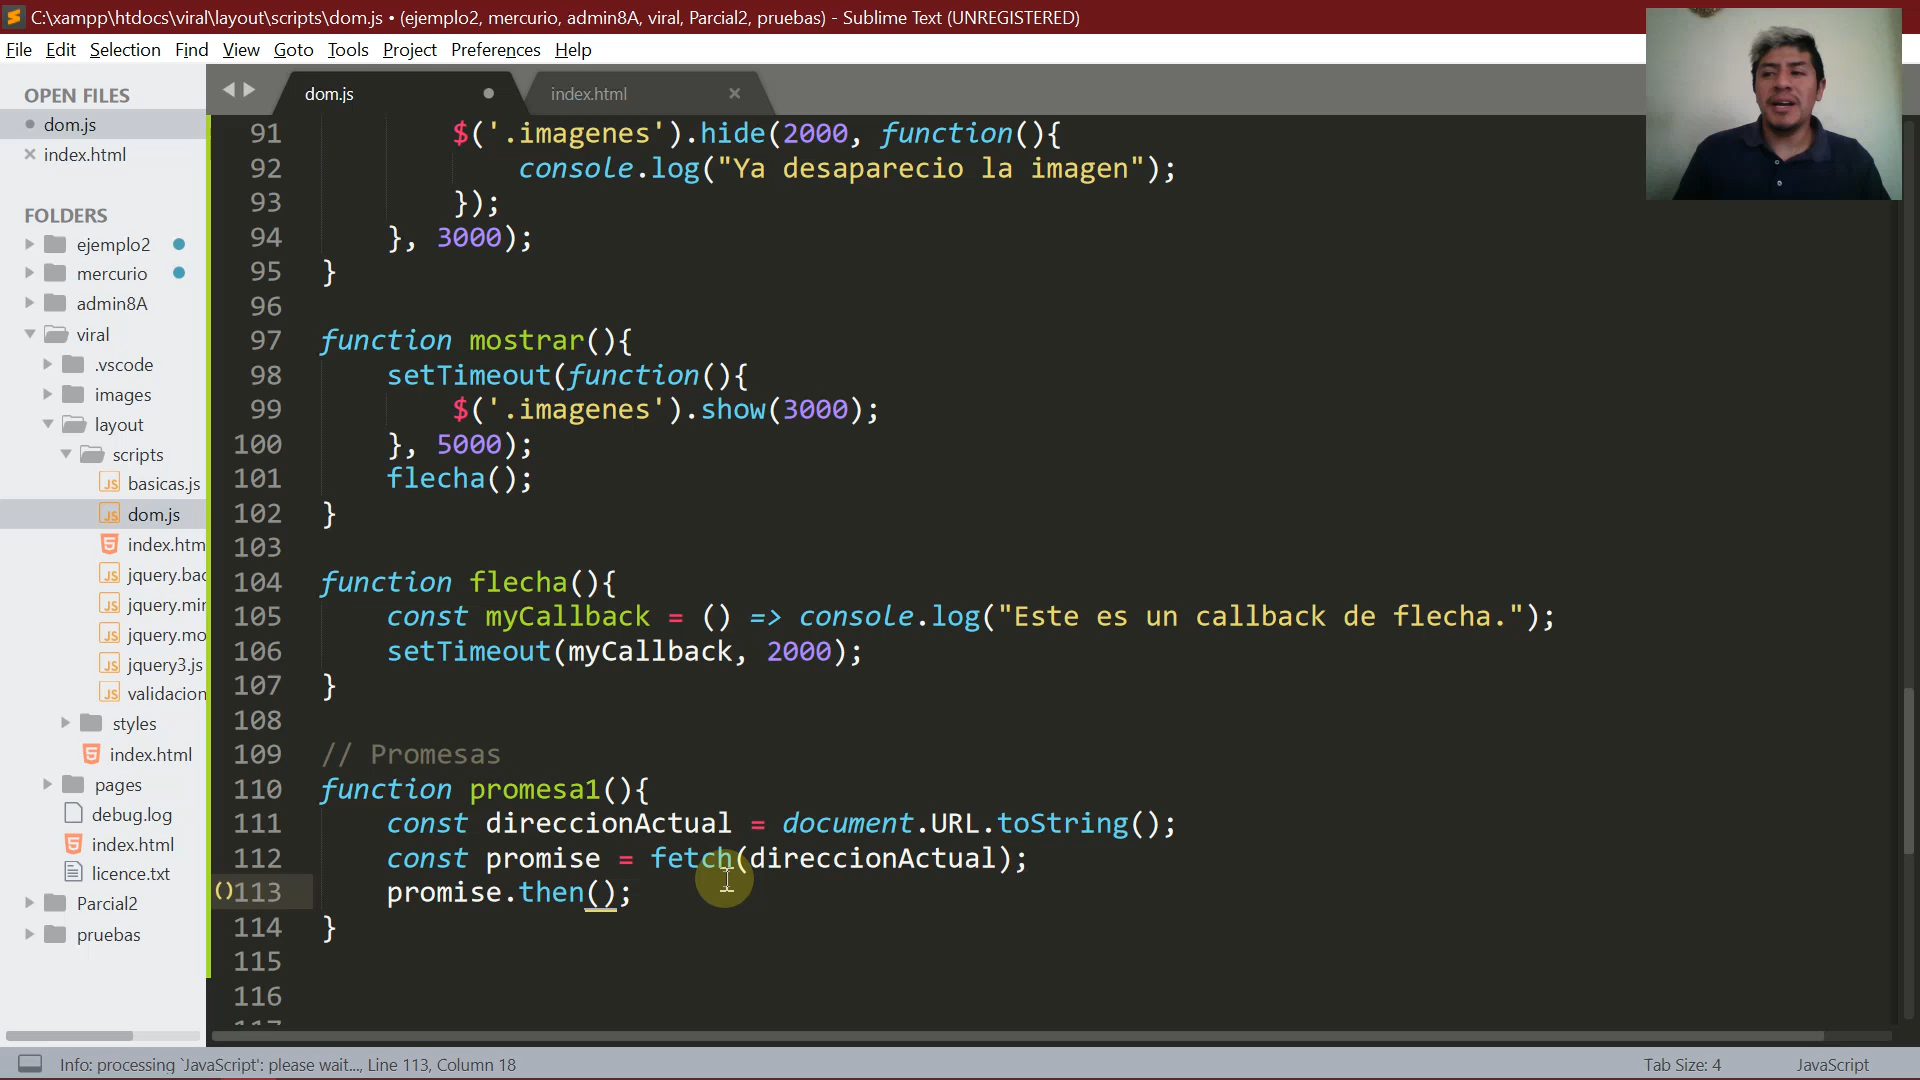 C:\xampp\htdocs\viral\layout\scripts\dom.js • (ejemplo2, mercurio, admin8A, viral, Parcial2, pruebas) - Sublime Text (UNREGISTERED)
File Edit Selection Find View Goto Tools Project Preferences Help
OPEN FILES
dom.js
index.html
FOLDERS
ejemplo2
mercurio
admin8A
viral
.vscode
images
layout
scripts
basicas.js
dom.js
index.htm
jquery.bac
jquery.mir
jquery.mo
jquery3.js
validacion
styles
index.html
pages
debug.log
index.html
licence.txt
Parcial2
pruebas
dom.js
index.html
91 $('.imagenes').hide(2000, function(){
92 console.log("Ya desaparecio la imagen");
93 });
94 }, 3000);
95 }
96
97 function mostrar(){
98 setTimeout(function(){
99 $('.imagenes').show(3000);
100 }, 5000);
101 flecha();
102 }
103
104 function flecha(){
105 const myCallback = () => console.log("Este es un callback de flecha.");
106 setTimeout(myCallback, 2000);
107 }
108
109 // Promesas
110 function promesa1(){
111 const direccionActual = document.URL.toString();
112 const promise = fetch(direccionActual);
()113 promise.then();
114 }
115
116
117
Info: processing `JavaScript': please wait..., Line 113, Column 18
Tab Size: 4
JavaScript